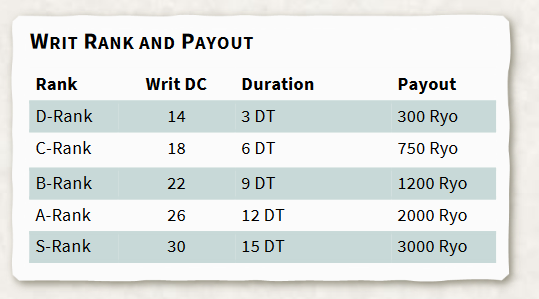 Writ Rank and Payout
Rank Writ DC Duration Payout
D-Rank 14 3 DT 300 Ryo
C-Rank 18 6 DT 750 Ryo
B-Rank 22 9 DT 1200 Ryo
A-Rank 26 12 DT 2000 Ryo
S-Rank 30 15 DT 3000 Ryo